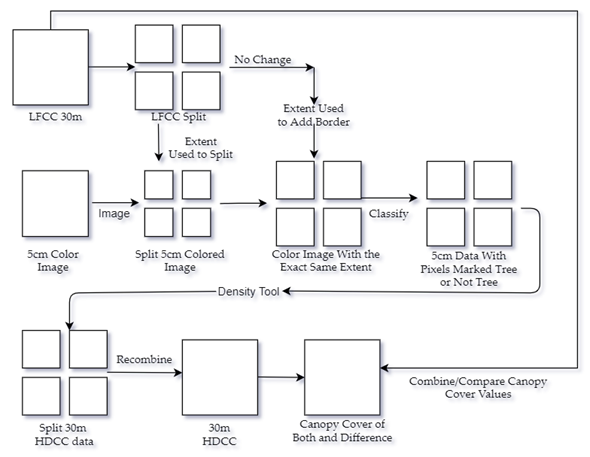 No Change
LFCC 30m
LFCC Split
Extent Used
to Add Border
Extent
Used to Split
Image
Classify
5cm Color
Image
Split 5cm Colored
Image
Color Image With the
Exact Same Extent
5cm Data With
Pixels Marked Tree
or Not Tree
Density Tool
Recombine
Combine/Compare Canopy
Cover Values
Split 30m
HDCC data
30m
HDCC
Canopy Cover of
Both and Difference